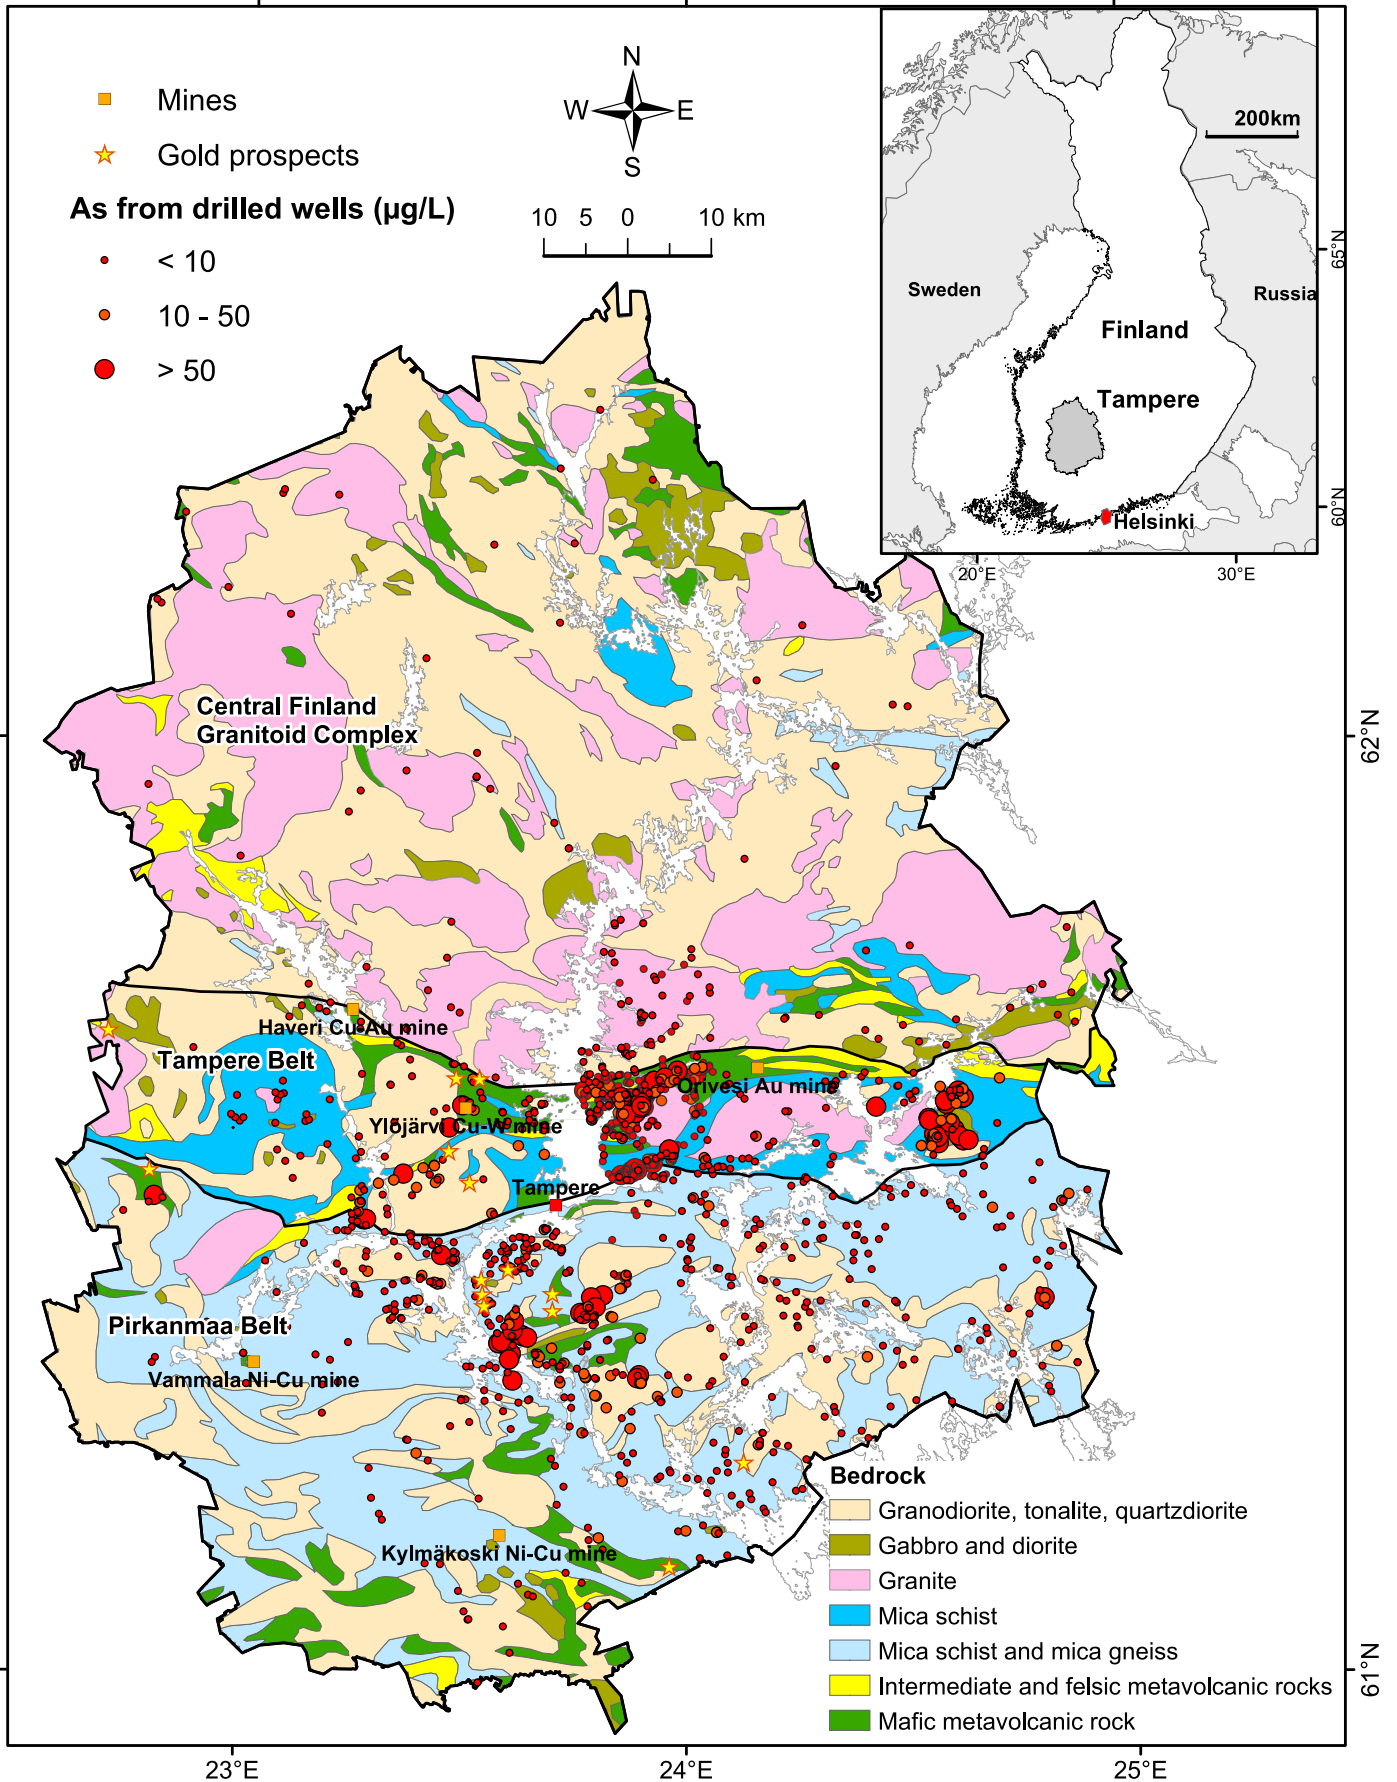 Mines
Gold prospects
As from drilled wells (µg/L)
< 10
10 - 50
> 50
N
W E
S
10 5 0 10 km
200km
65°N
Sweden
Russia
Finland
Tampere
60°N
Helsinki
20°E 30°E
Central Finland
Granitoid Complex
62°N
Haveri Cu-Au mine
Tampere Belt
Orivesi Au mine
Ylöjärvi Cu-W mine
Tampere
Pirkanmaa Belt
Vammala Ni-Cu mine
Kylmäkoski Ni-Cu mine
Bedrock
Granodiorite, tonalite, quartzdiorite
Gabbro and diorite
Granite
Mica schist
Mica schist and mica gneiss
Intermediate and felsic metavolcanic rocks
Mafic metavolcanic rock
61°N
23°E 24°E 25°E